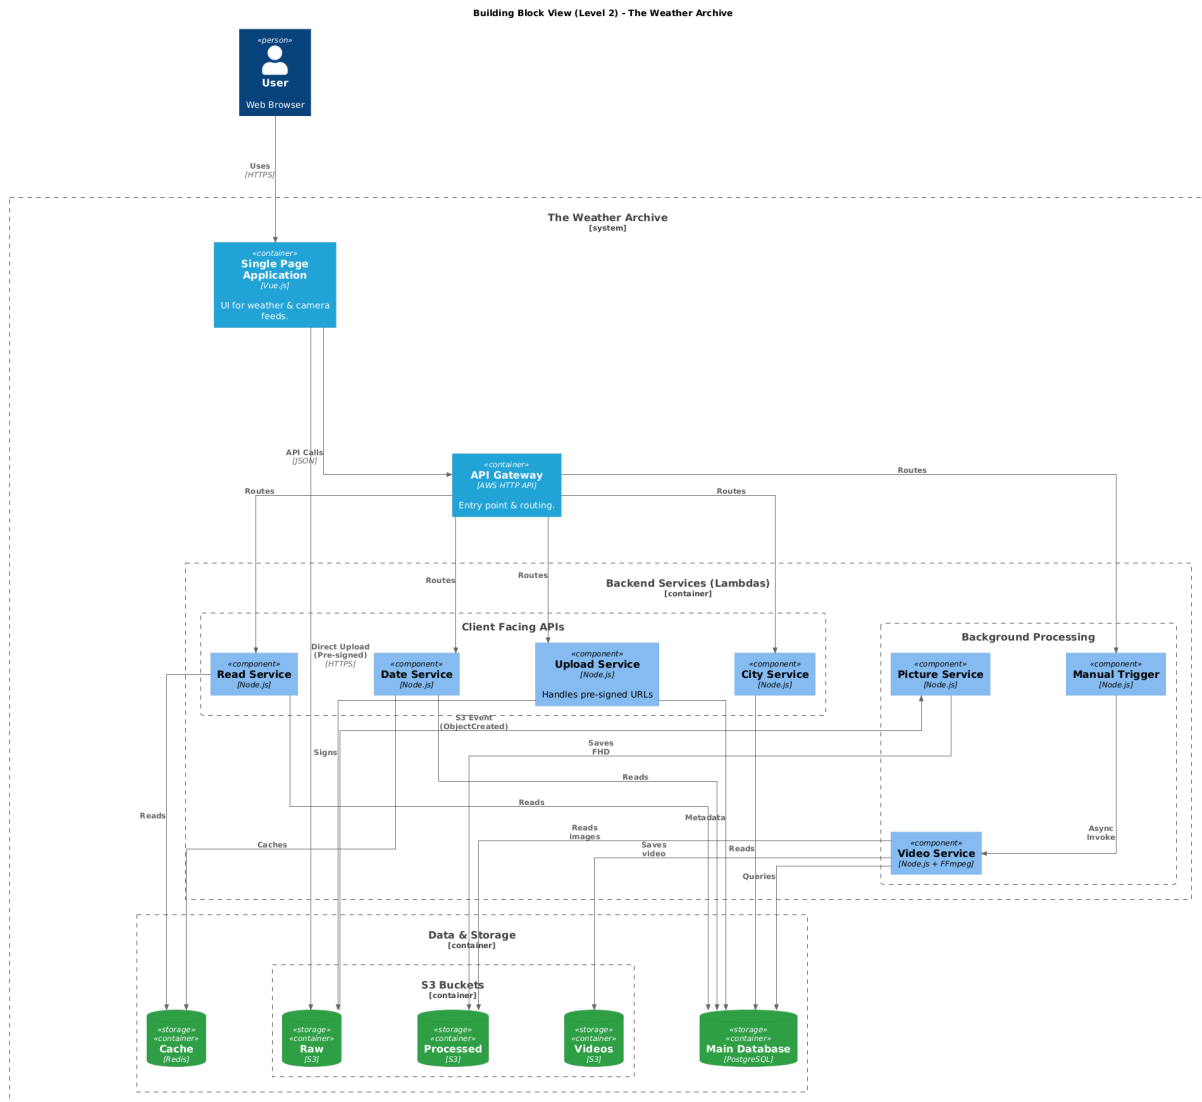 Building Block View (Level 2) - The Weather Archive
«person»
User
Web Browser
Uses
[HTTPS]
The Weather Archive
[system]
«container»
Single Page
Application
[Vue.js]
UI for weather & camera
feeds.
API Calls
[JSON]
«container»
API Gateway
[AWS HTTP API]
Entry point & routing.
Routes
Routes
Routes
Routes
Routes
Backend Services (Lambdas)
[container]
Client Facing APIs
Background Processing
Direct Upload
(Pre-signed)
[HTTPS]
«component»
Read Service
[Node.js]
«component»
Date Service
[Node.js]
«component»
Upload Service
[Node.js]
Handles pre-signed URLs
«component»
City Service
[Node.js]
«component»
Picture Service
[Node.js]
«component»
Manual Trigger
[Node.js]
S3 Event
(ObjectCreated)
Signs
Saves
FHD
Reads
Reads
Reads
Metadata
Caches
Reads
images
Saves
video
Reads
Queries
Async
Invoke
«component»
Video Service
[Node.js + FFmpeg]
Data & Storage
[container]
S3 Buckets
[container]
«storage»
«container»
Cache
[Redis]
«storage»
«container»
Raw
[S3]
«storage»
«container»
Processed
[S3]
«storage»
«container»
Videos
[S3]
«storage»
«container»
Main Database
[PostgreSQL]